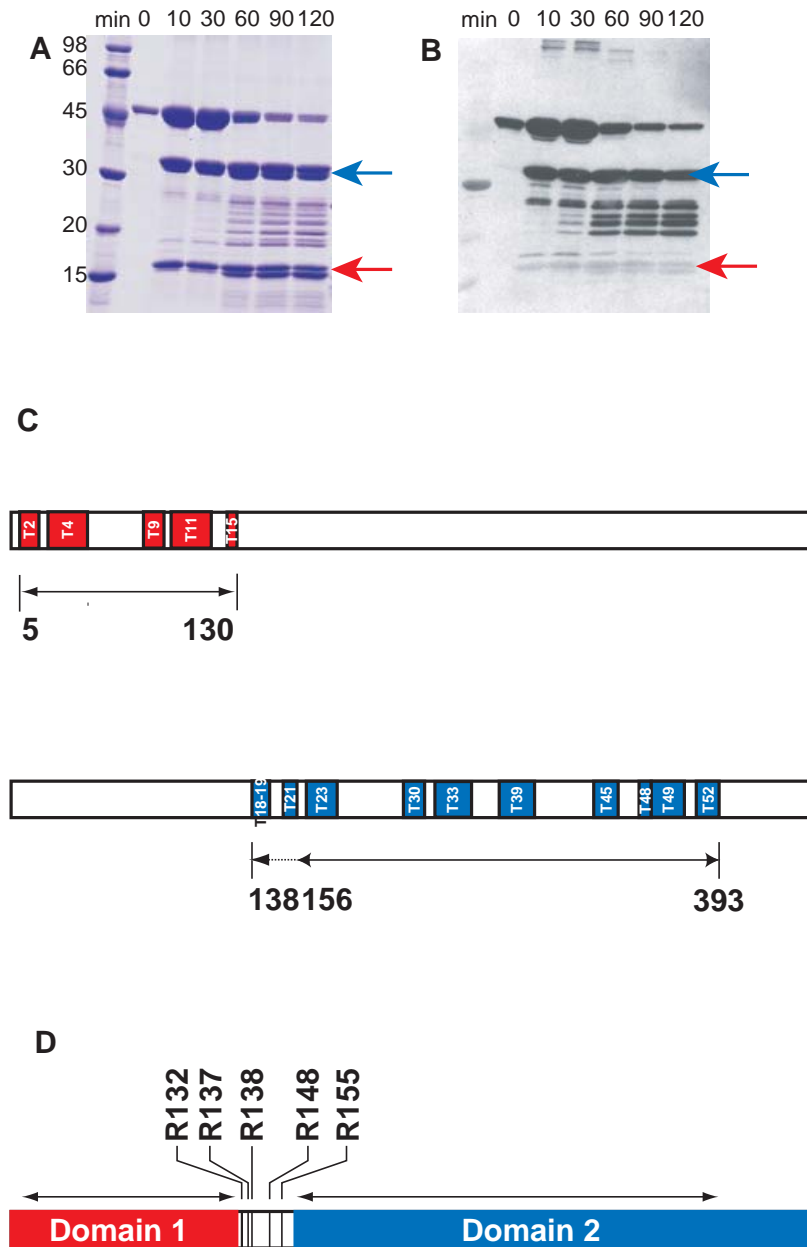 min 0 10 30 60 90 120
A
98
66
45
30
20
15
min 0 10 30 60 90 120
B
C
T2 T4 T9 T11 T15
5 130
T18-19 T21 T23 T30 T33 T39 T45 T48 T49 T52
138 156 393
D
R132 R137 R138 R148 R155
Domain 1 Domain 2